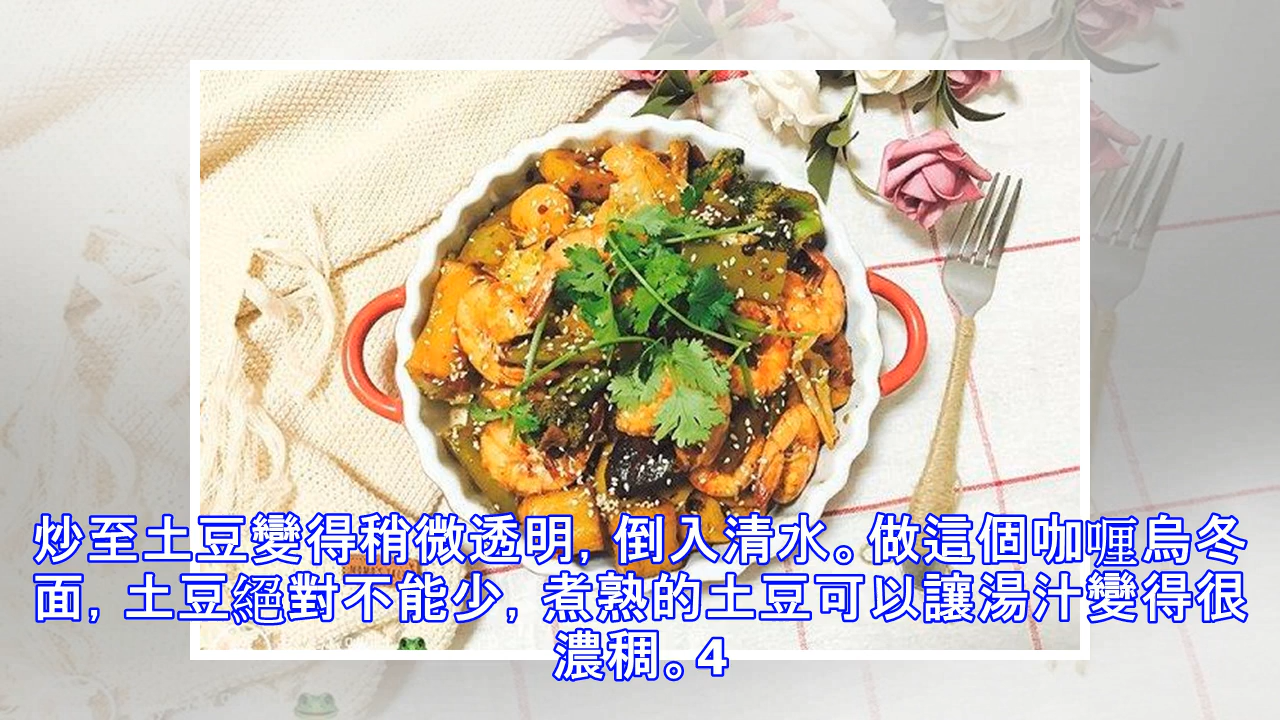 炒至土豆變得稍微透明, 倒入清水。做這個咖喱烏冬
面, 土豆絕對不能少, 煮熟的土豆可以讓湯汁變得很
濃稠。4